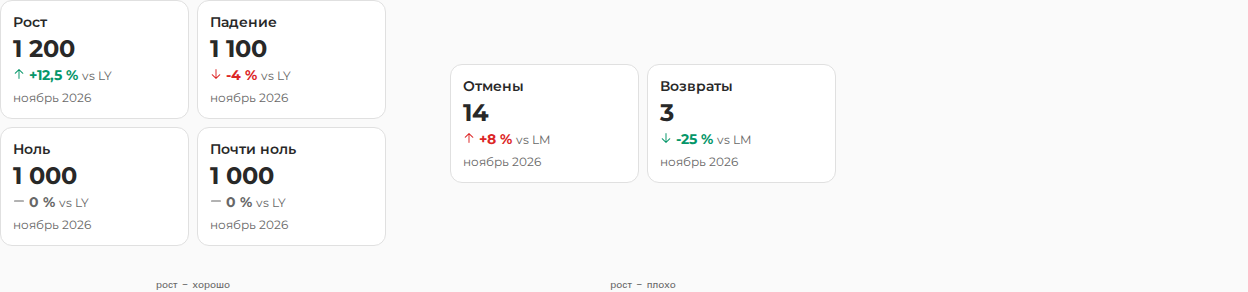 Рост
1 200
↑ +12,5 % vs LY
ноябрь 2026
Падение
1 100
↓ -4 % vs LY
ноябрь 2026
Ноль
1 000
— 0 % vs LY
ноябрь 2026
Почти ноль
1 000
— 0 % vs LY
ноябрь 2026
рост – хорошо
Отмены
14
↑ +8 % vs LM
ноябрь 2026
Возвраты
3
↓ -25 % vs LM
ноябрь 2026
рост – плохо